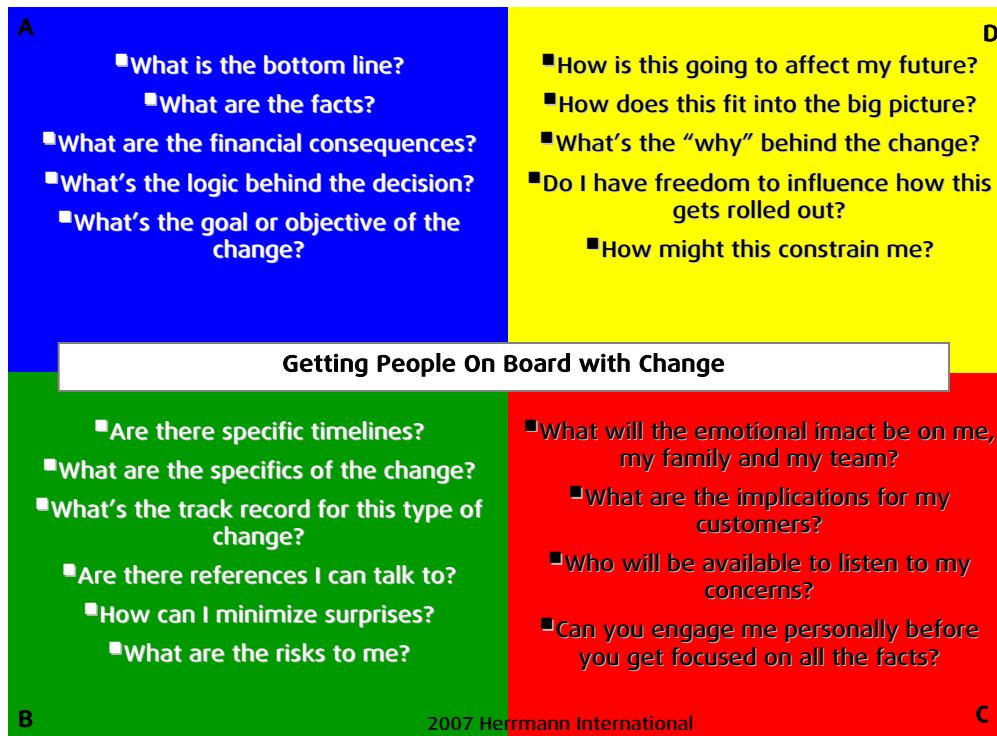 A
▪What is the bottom line?
▪What are the facts?
▪What are the financial consequences?
▪What's the logic behind the decision?
▪What's the goal or objective of the
change?
D
▪How is this going to affect my future?
▪How does this fit into the big picture?
▪What's the “why” behind the change?
▪Do I have freedom to influence how this
gets rolled out?
▪How might this constrain me?
Getting People On Board with Change
▪Are there specific timelines?
▪What are the specifics of the change?
▪What's the track record for this type of
change?
▪Are there references I can talk to?
▪How can I minimize surprises?
▪What are the risks to me?
B
▪What will the emotional imact be on me,
my family and my team?
▪What are the implications for my
customers?
▪Who will be available to listen to my
concerns?
▪Can you engage me personally before
you get focused on all the facts?
C
2007 Herrmann International